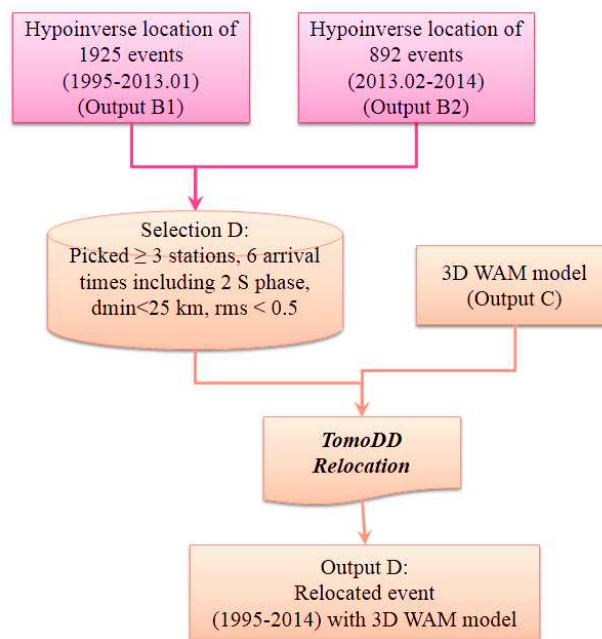 Hypoinverse location of
1925 events
(1995-2013.01)
(Output B1)
Hypoinverse location of
892 events
(2013.02-2014)
(Output B2)
Selection D:
Picked ≥ 3 stations, 6 arrival
times including 2 S phase,
dmin<25 km, rms < 0.5
3D WAM model
(Output C)
TomoDD
Relocation
Output D:
Relocated event
(1995-2014) with 3D WAM model